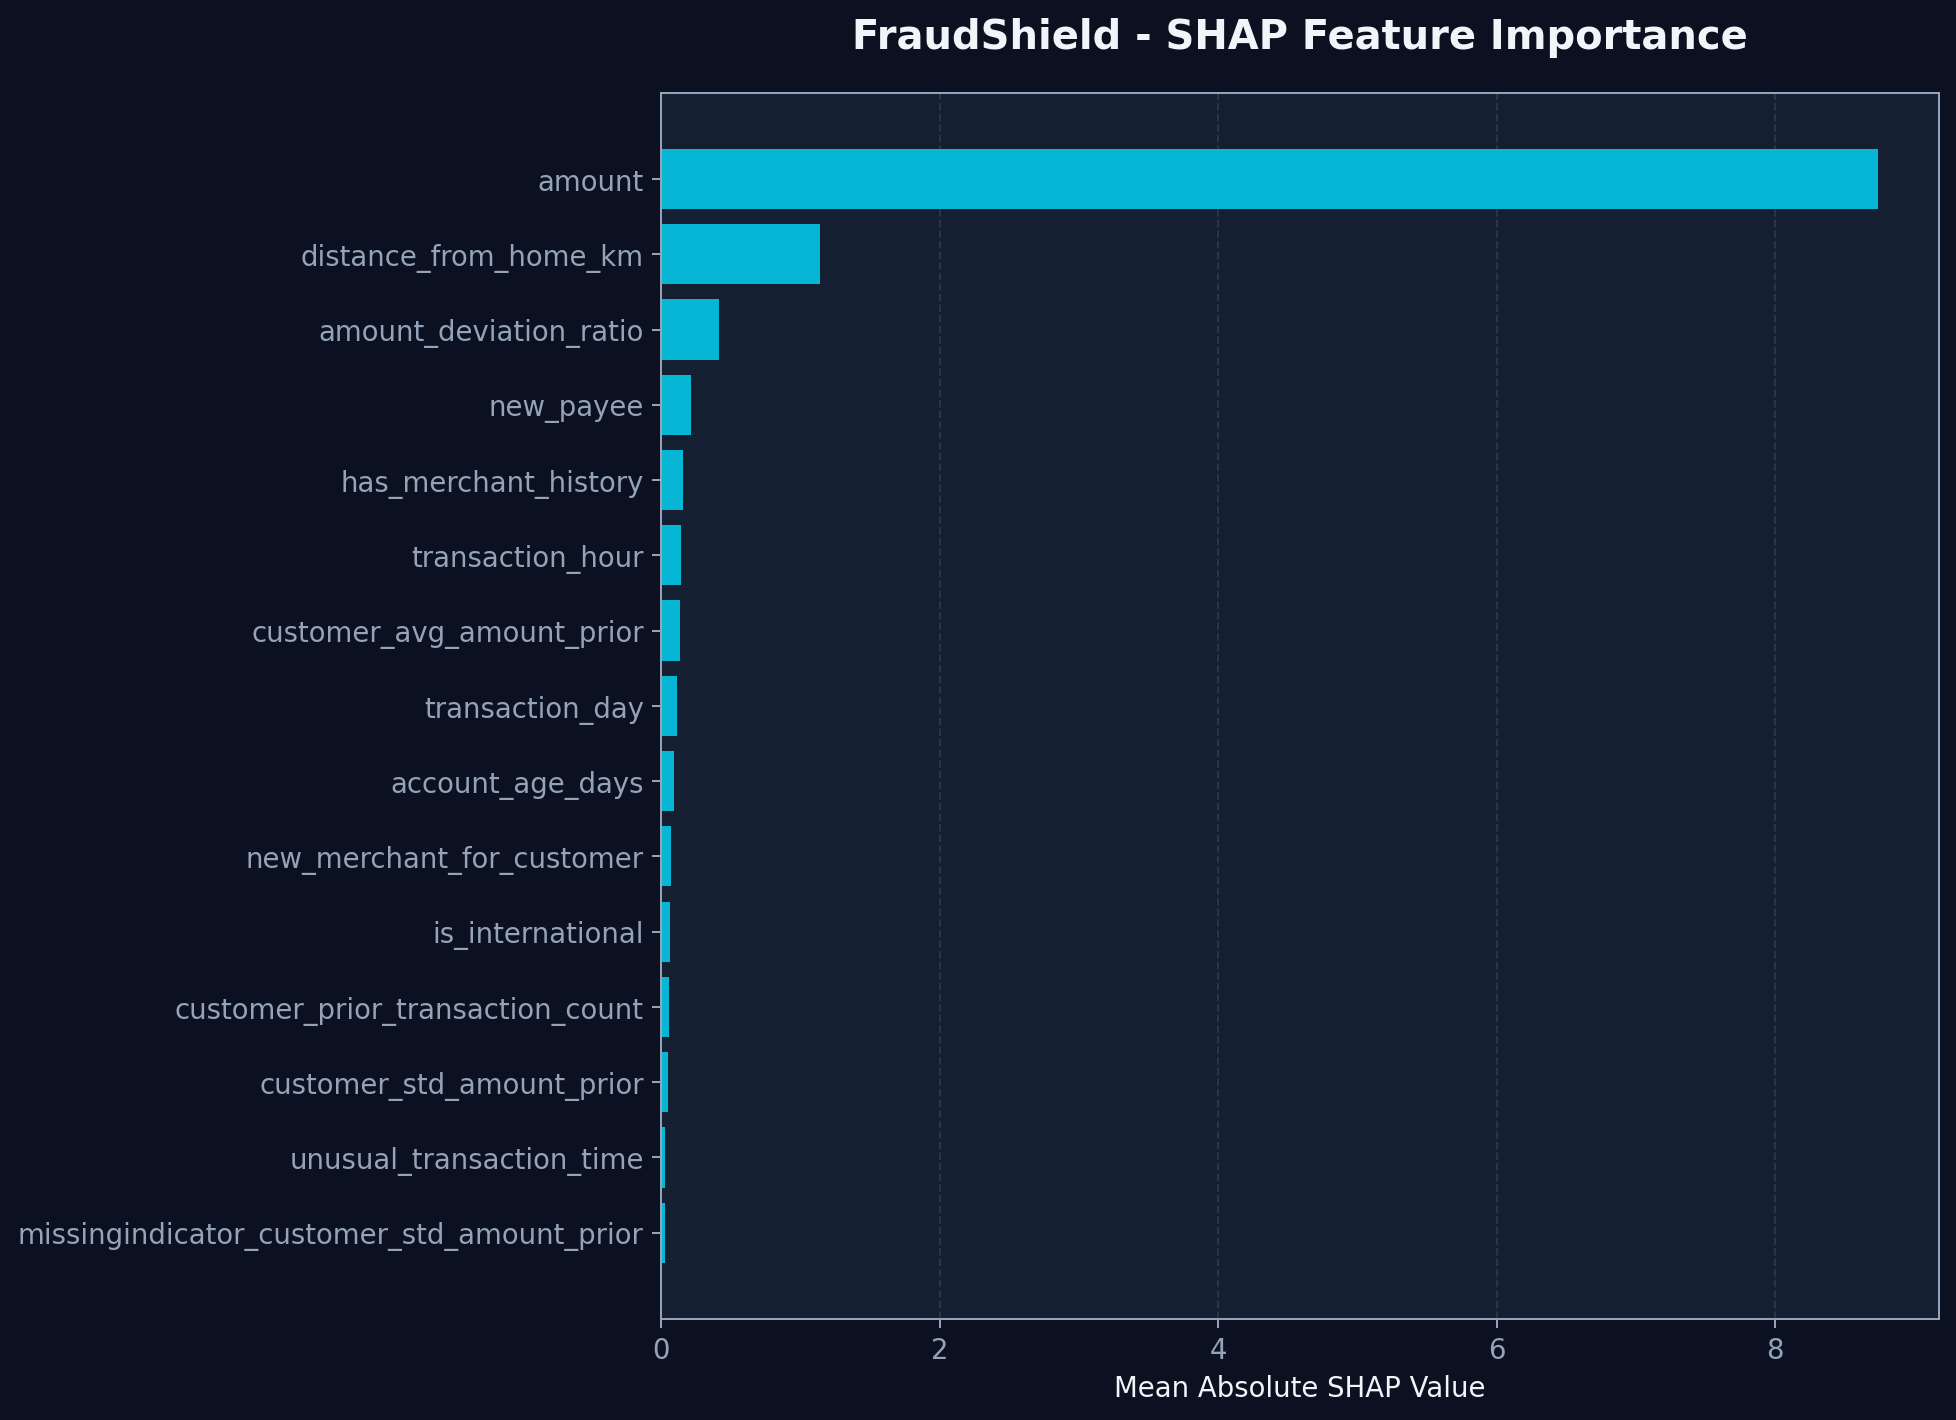 FraudShield - SHAP Feature Importance
amount
distance_from_home_km
amount_deviation_ratio
new_payee
has_merchant_history
transaction_hour
customer_avg_amount_prior
transaction_day
account_age_days
new_merchant_for_customer
is_international
customer_prior_transaction_count
customer_std_amount_prior
unusual_transaction_time
missingindicator_customer_std_amount_prior
0 2 4 6 8
Mean Absolute SHAP Value